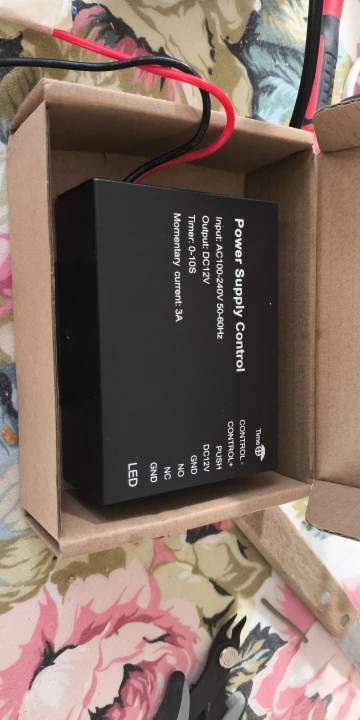 Power Supply Control
Input: AC100-240V 50-60Hz
Output: DC12V
Timer: 0-10S
Momentary current: 3A
Time
CONTROL-
CONTROL+
PUSH
DC12V
GND
NO
NC
GND
LED